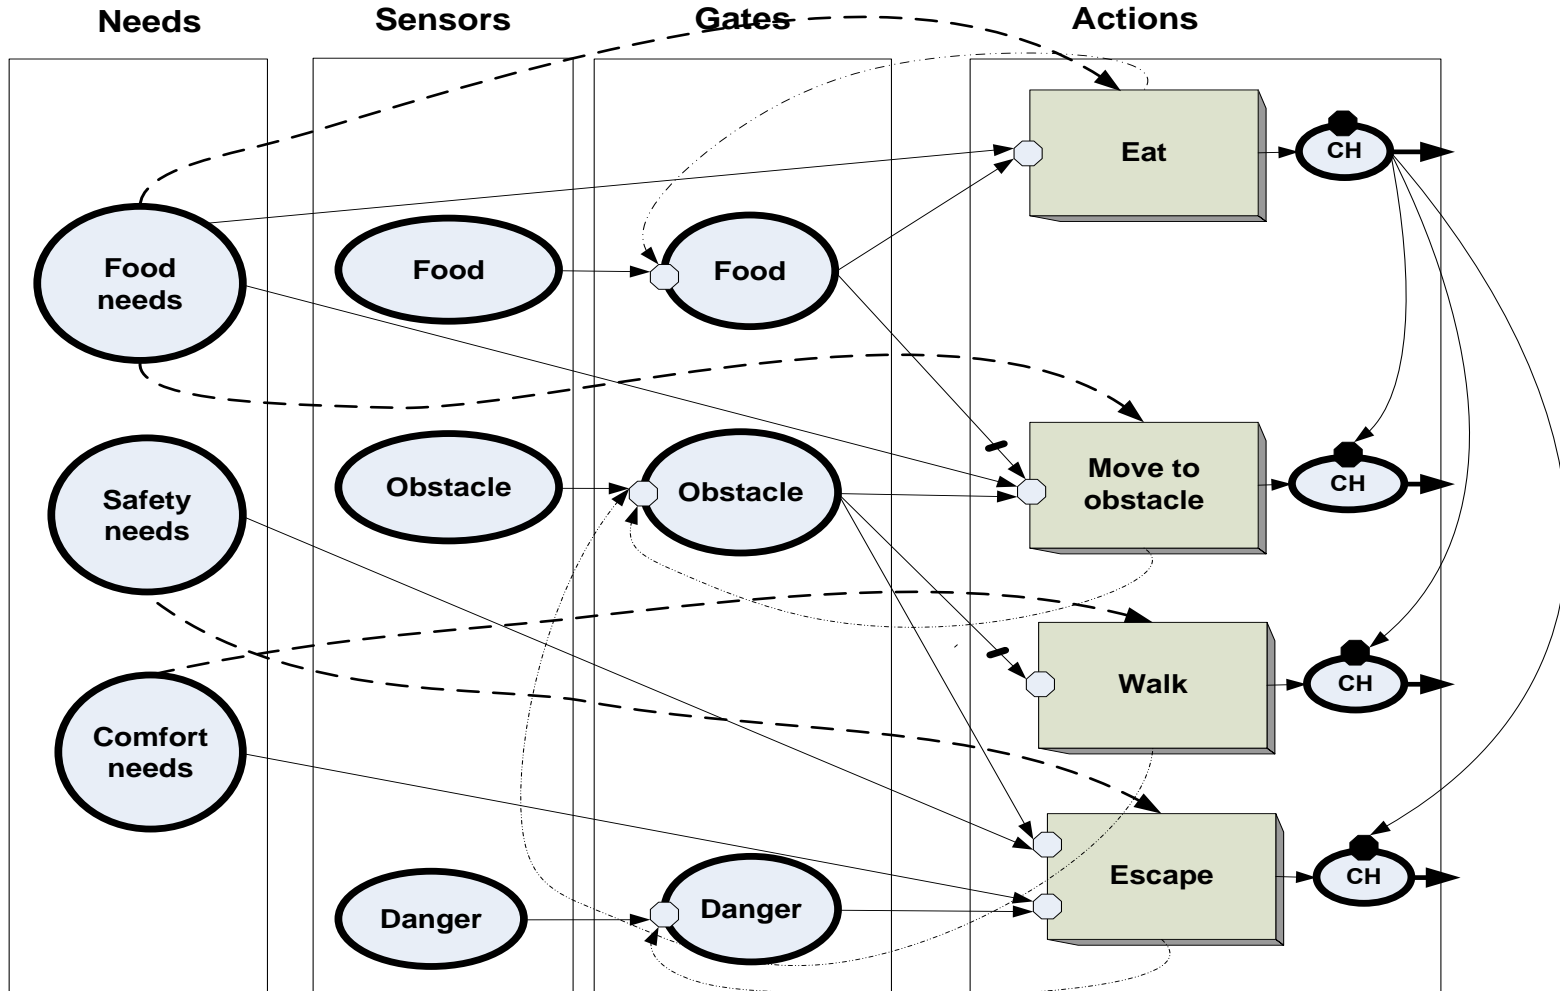 Needs
Sensors
Gates
Actions
Eat
CH
Food
needs
Food
Food
Move to
obstacle
CH
Safety
needs
Obstacle
Obstacle
Walk
CH
Comfort
needs
Escape
CH
Danger
Danger